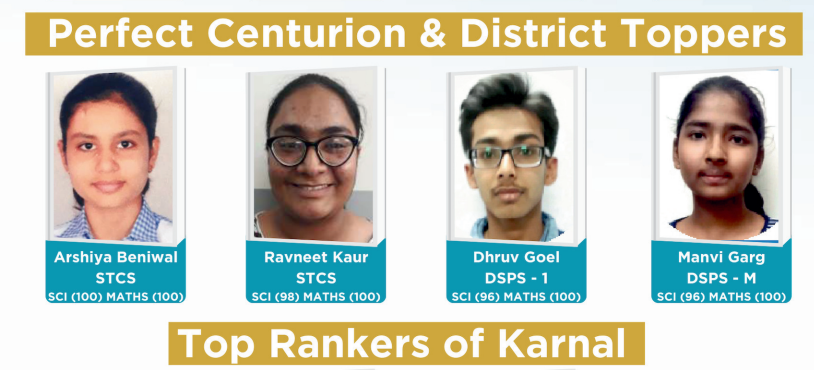 Perfect Centurion & District Toppers
Arshiya Beniwal
STCS
SCI (100) MATHS (100)
Ravneet Kaur
STCS
SCI (98) MATHS (100)
Dhruv Goel
DSPS - 1
SCI (96) MATHS (100)
Manvi Garg
DSPS - M
SCI (96) MATHS (100)
Top Rankers of Karnal